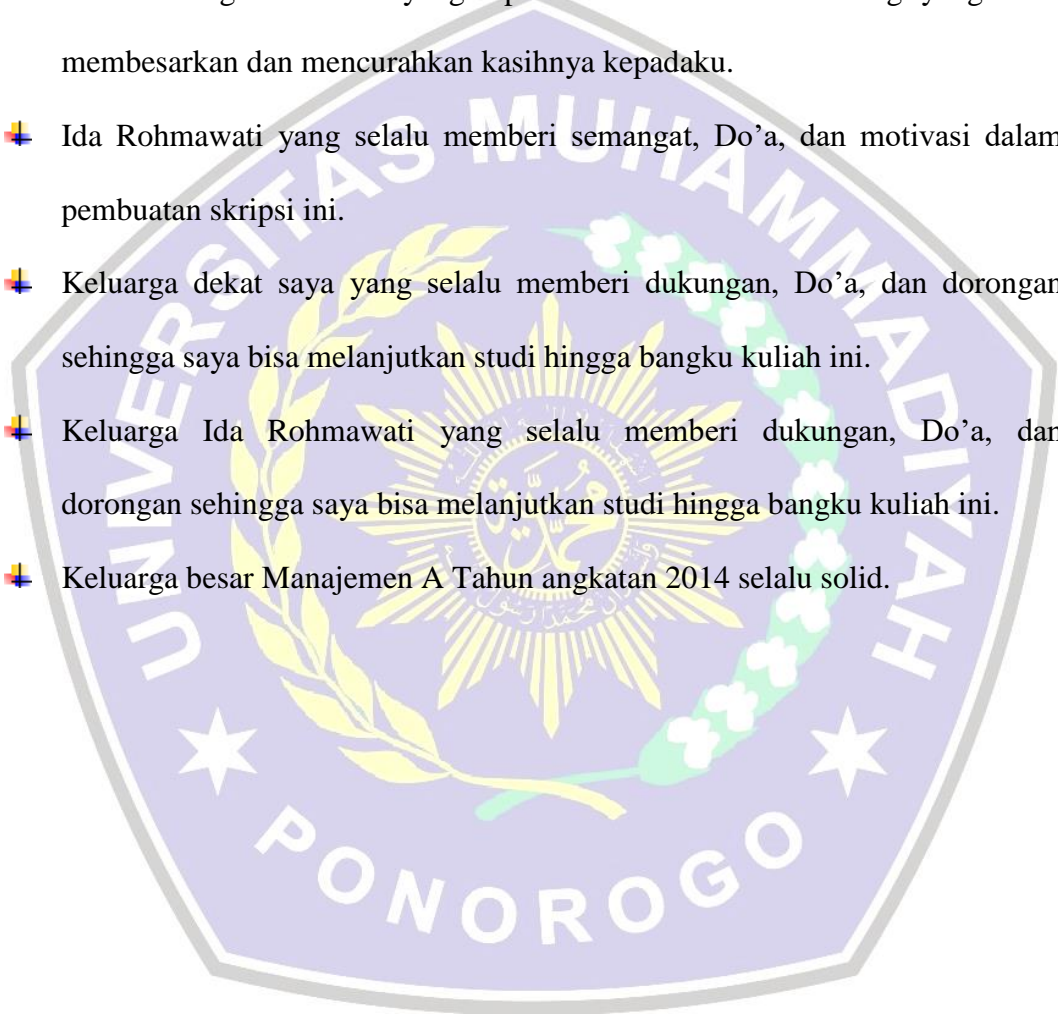 membesarkan dan mencurahkan kasihnya kepadaku.
Ida Rohmawati yang selalu memberi semangat, Do’a, dan motivasi dalam
pembuatan skripsi ini.
Keluarga dekat saya yang selalu memberi dukungan, Do’a, dan dorongan
sehingga saya bisa melanjutkan studi hingga bangku kuliah ini.
Keluarga Ida Rohmawati yang selalu memberi dukungan, Do’a, dan
dorongan sehingga saya bisa melanjutkan studi hingga bangku kuliah ini.
Keluarga besar Manajemen A Tahun angkatan 2014 selalu solid.
UNIVERSITAS MUHAMMADIYAH
PONOROGO